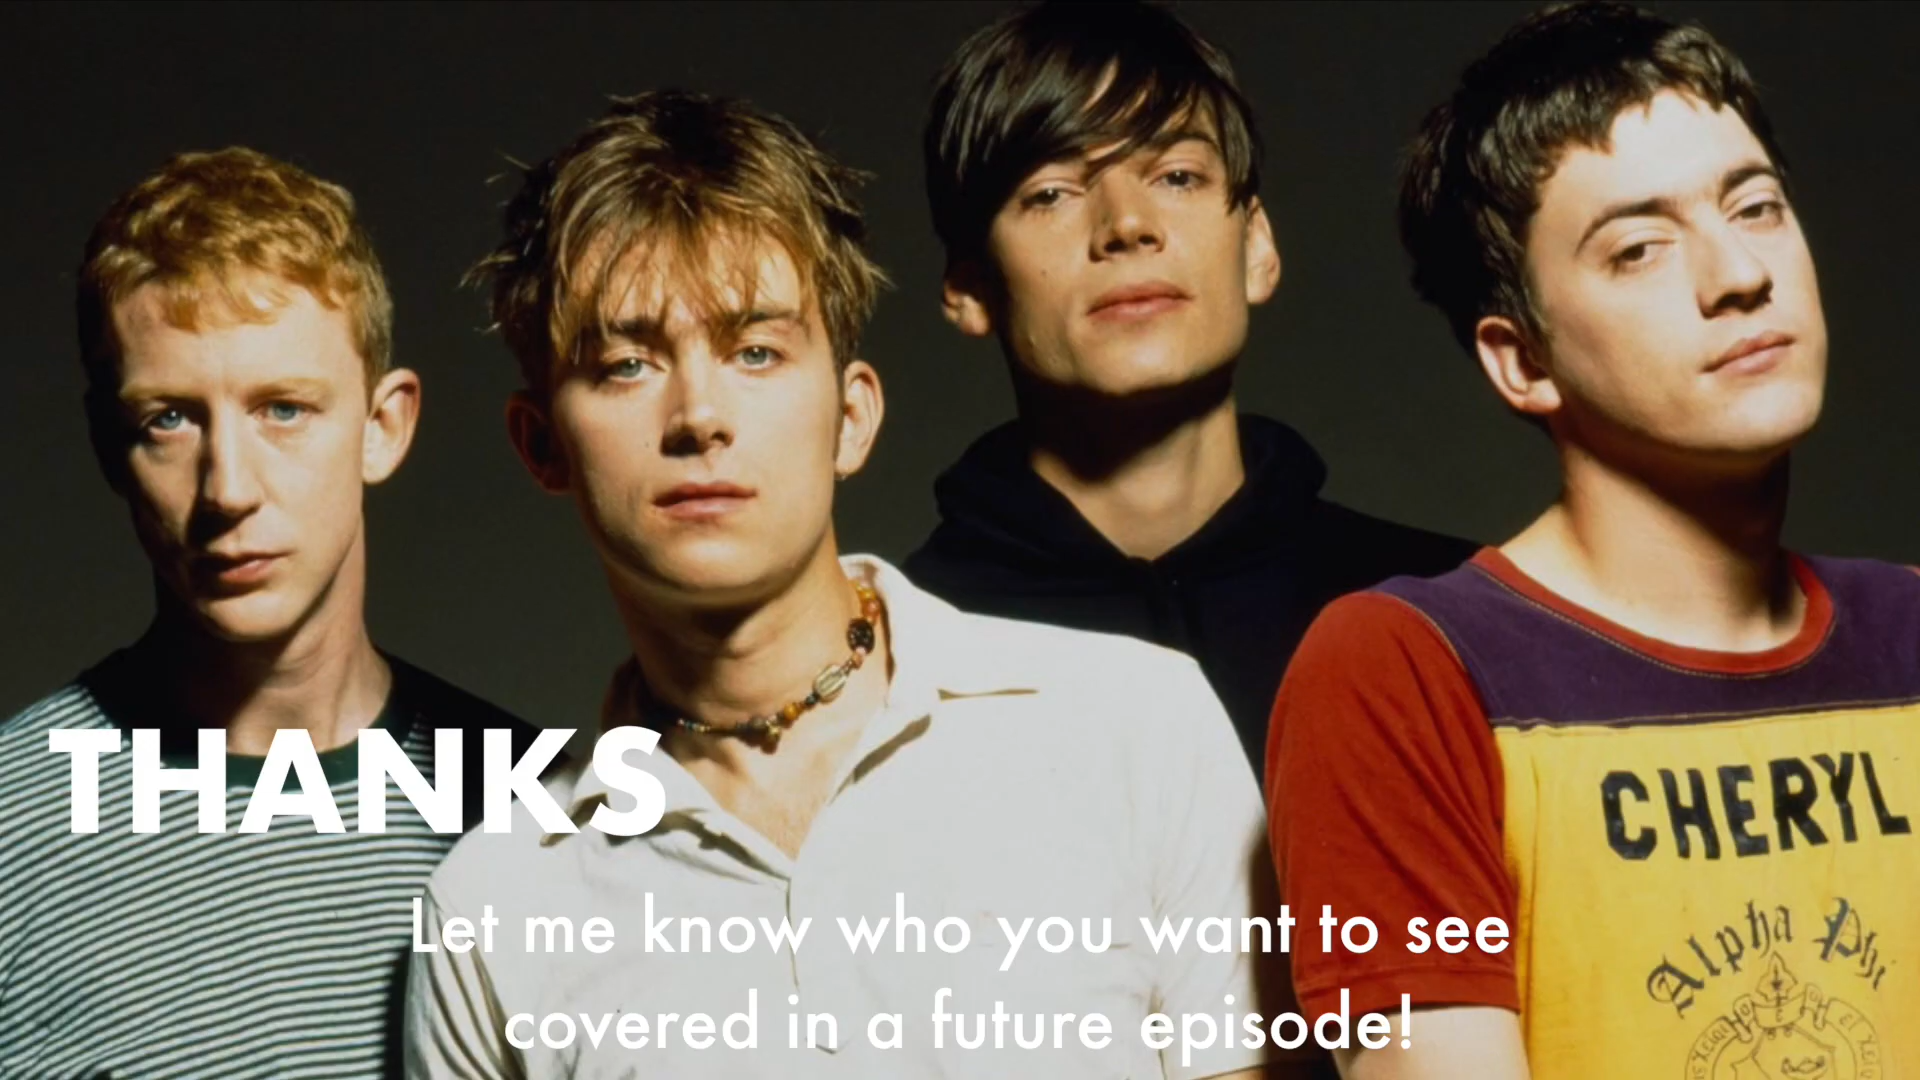 THANKS
Let me know who you want to see
covered in a future episode!
CHERYL
Alpha Phi